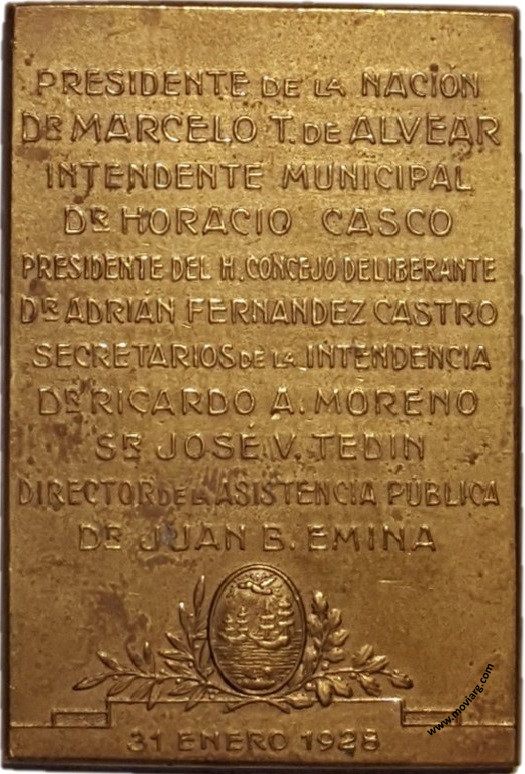 PRESIDENTE DE LA NACIÓN
DR MARCELO T. DE ALVEAR
INTENDENTE MUNICIPAL
DR HORACIO CASCO
PRESIDENTE DEL H. CONCEJO DELIBERANTE
DR ADRIÁN FERNANDEZ CASTRO
SECRETARIOS DE LA INTENDENCIA
DR RICARDO A. MORENO
SR JOSÉ V. TEDIN
DIRECTOR DE LA ASISTENCIA PÚBLICA
DR JUAN B. EMINA
31 ENERO 1928
www.moviarg.com